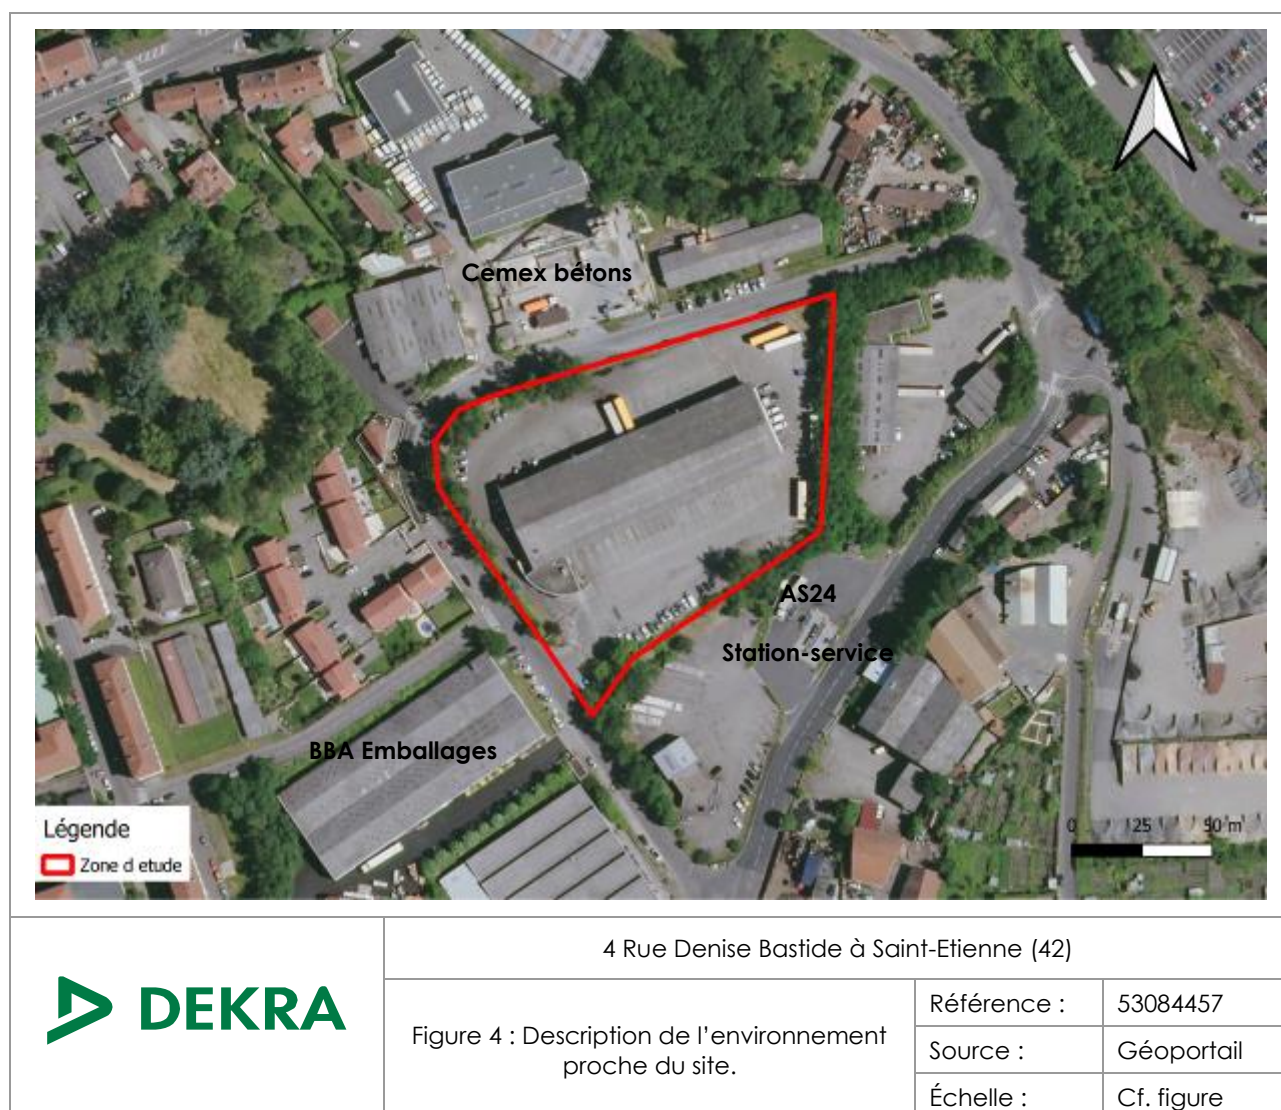 Cemex bétons
AS24
Station-service
BBA Emballages
Légende
Zone d etude
0 25 50 m
DEKRA
4 Rue Denise Bastide à Saint-Etienne (42)
Figure 4 : Description de l’environnement
proche du site.
Référence : 53084457
Source : Géoportail
Échelle : Cf. figure